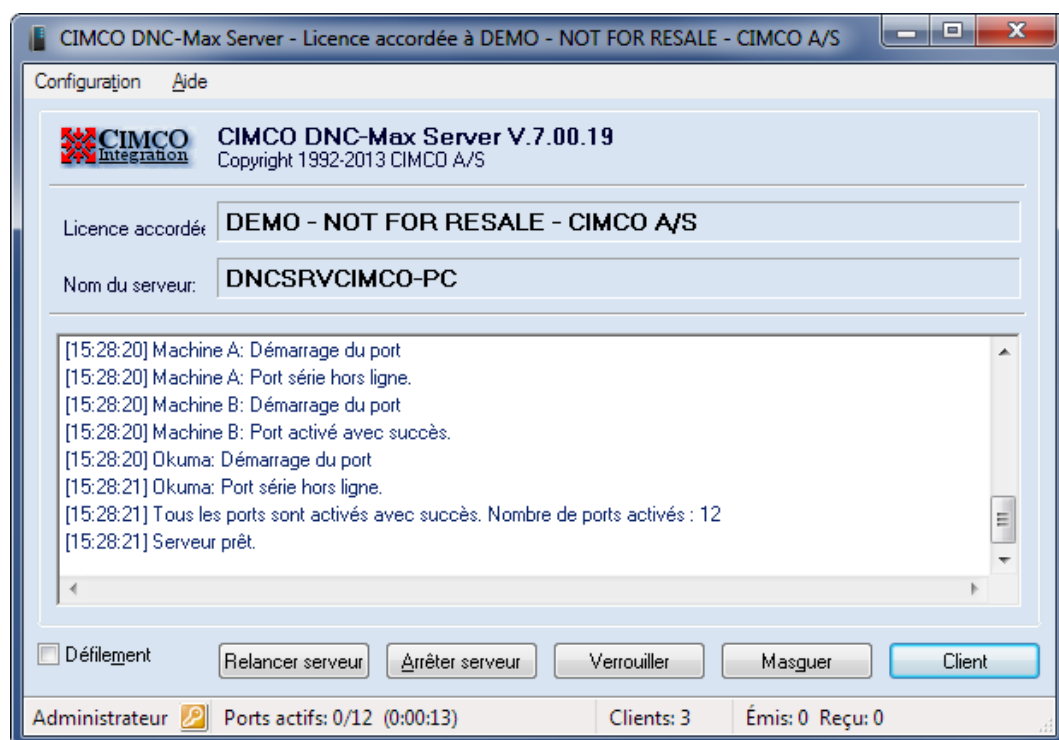 CIMCO DNC-Max Server - Licence accordée à DEMO - NOT FOR RESALE - CIMCO A/S
Configuration Aide
CIMCO Integration
CIMCO DNC-Max Server V.7.00.19
Copyright 1992-2013 CIMCO A/S
Licence accordée DEMO - NOT FOR RESALE - CIMCO A/S
Nom du serveur: DNCSRVCIMCO-PC
[15:28:20] Machine A: Démarrage du port
[15:28:20] Machine A: Port série hors ligne.
[15:28:20] Machine B: Démarrage du port
[15:28:20] Machine B: Port activé avec succès.
[15:28:20] Okuma: Démarrage du port
[15:28:21] Okuma: Port série hors ligne.
[15:28:21] Tous les ports sont activés avec succès. Nombre de ports activés : 12
[15:28:21] Serveur prêt.
Défilement Relancer serveur Arrêter serveur Verrouiller Masquer Client
Administrateur Ports actifs: 0/12 (0:00:13) Clients: 3 Émis: 0 Reçu: 0